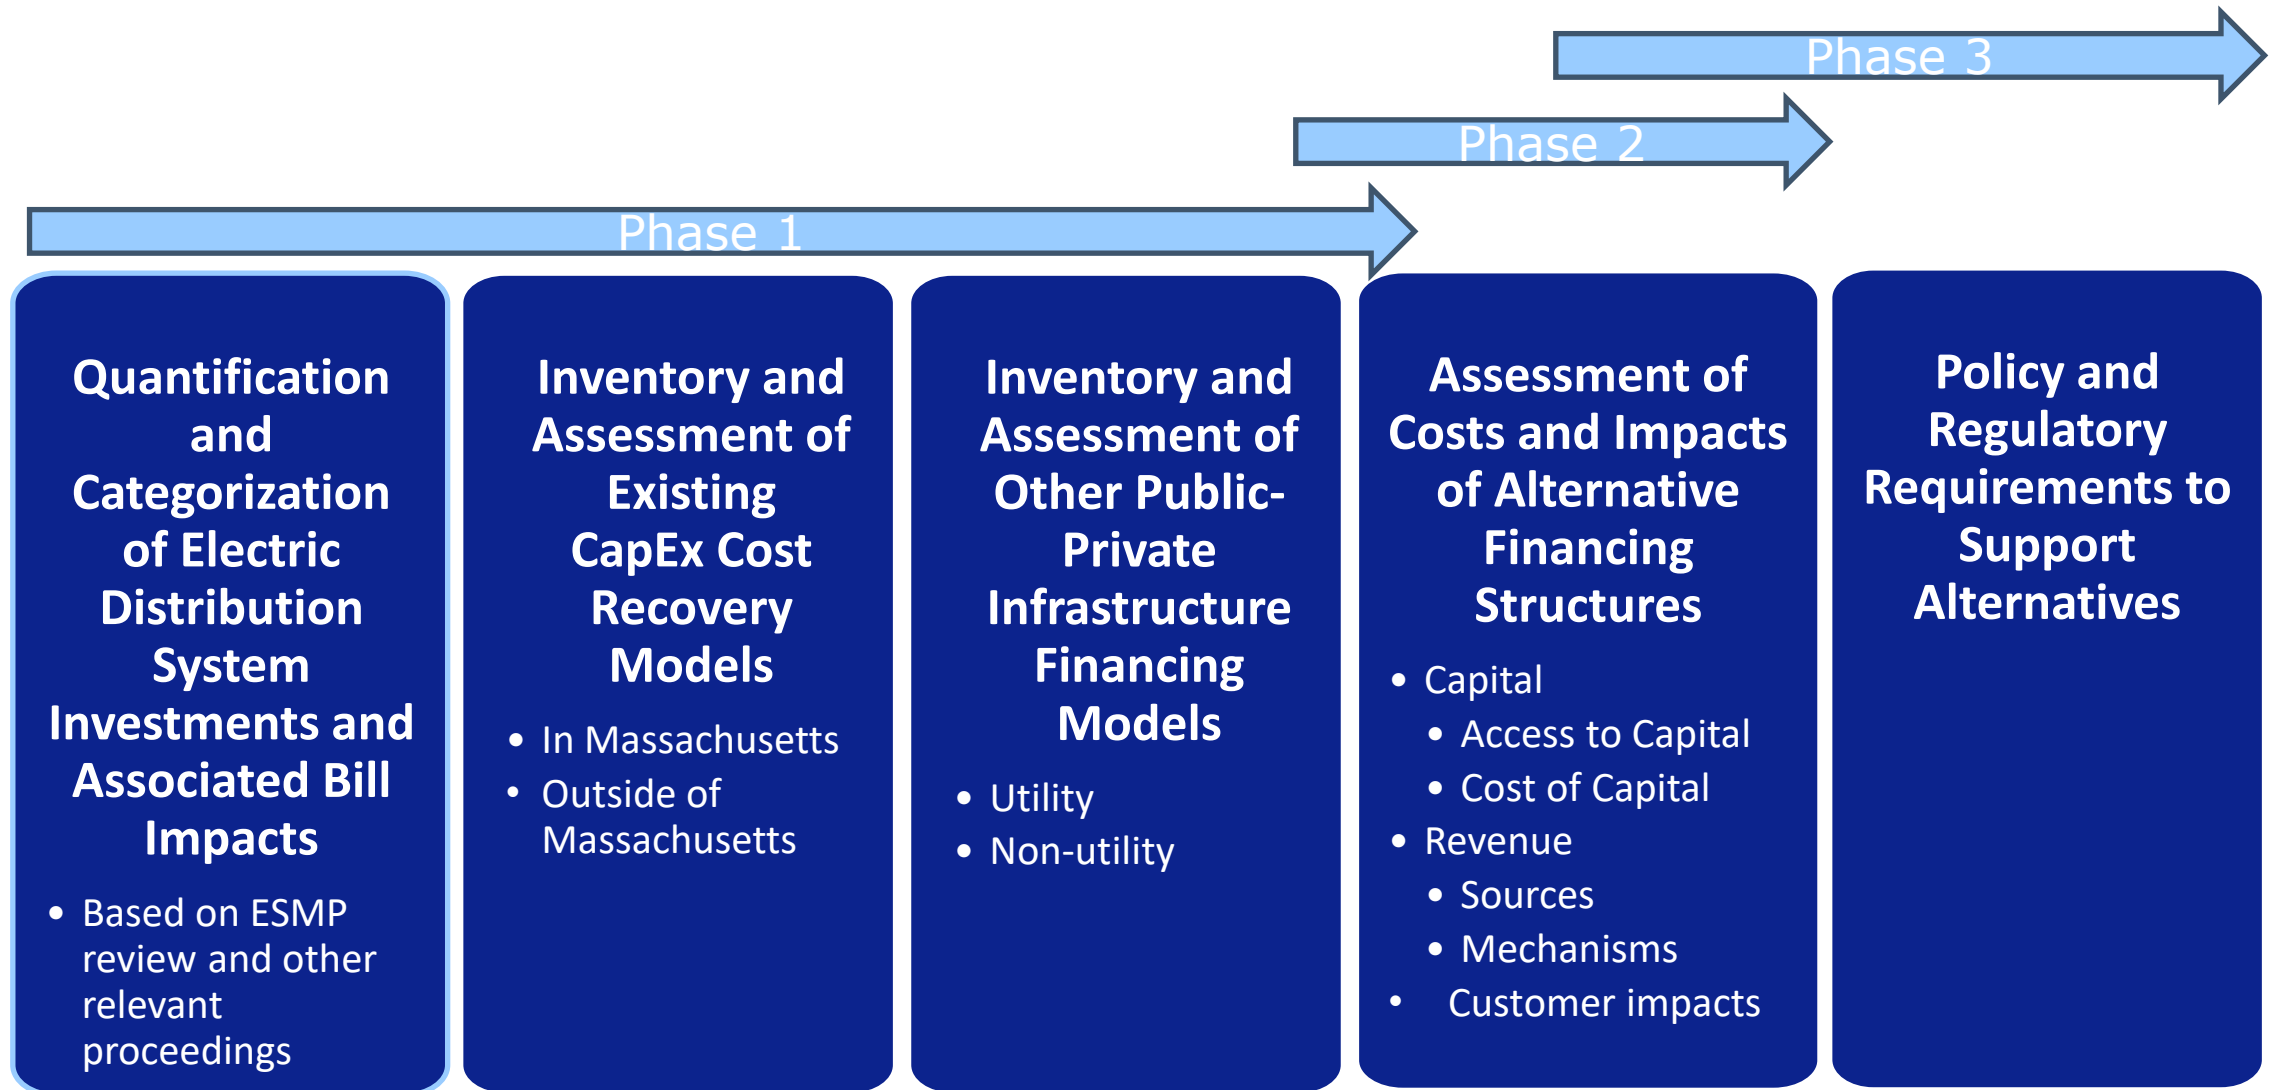 Phase 3
Phase 2
Phase 1
Quantification
and
Categorization
of Electric
Distribution
System
Investments and
Associated Bill
Impacts
• Based on ESMP
review and other
relevant
proceedings
Inventory and
Assessment of
Existing
CapEx Cost
Recovery
Models
• In Massachusetts
• Outside of
Massachusetts
Inventory and
Assessment of
Other Public-
Private
Infrastructure
Financing
Models
• Utility
• Non-utility
Assessment of
Costs and Impacts
of Alternative
Financing
Structures
• Capital
• Access to Capital
• Cost of Capital
• Revenue
• Sources
• Mechanisms
• Customer impacts
Policy and
Regulatory
Requirements to
Support
Alternatives